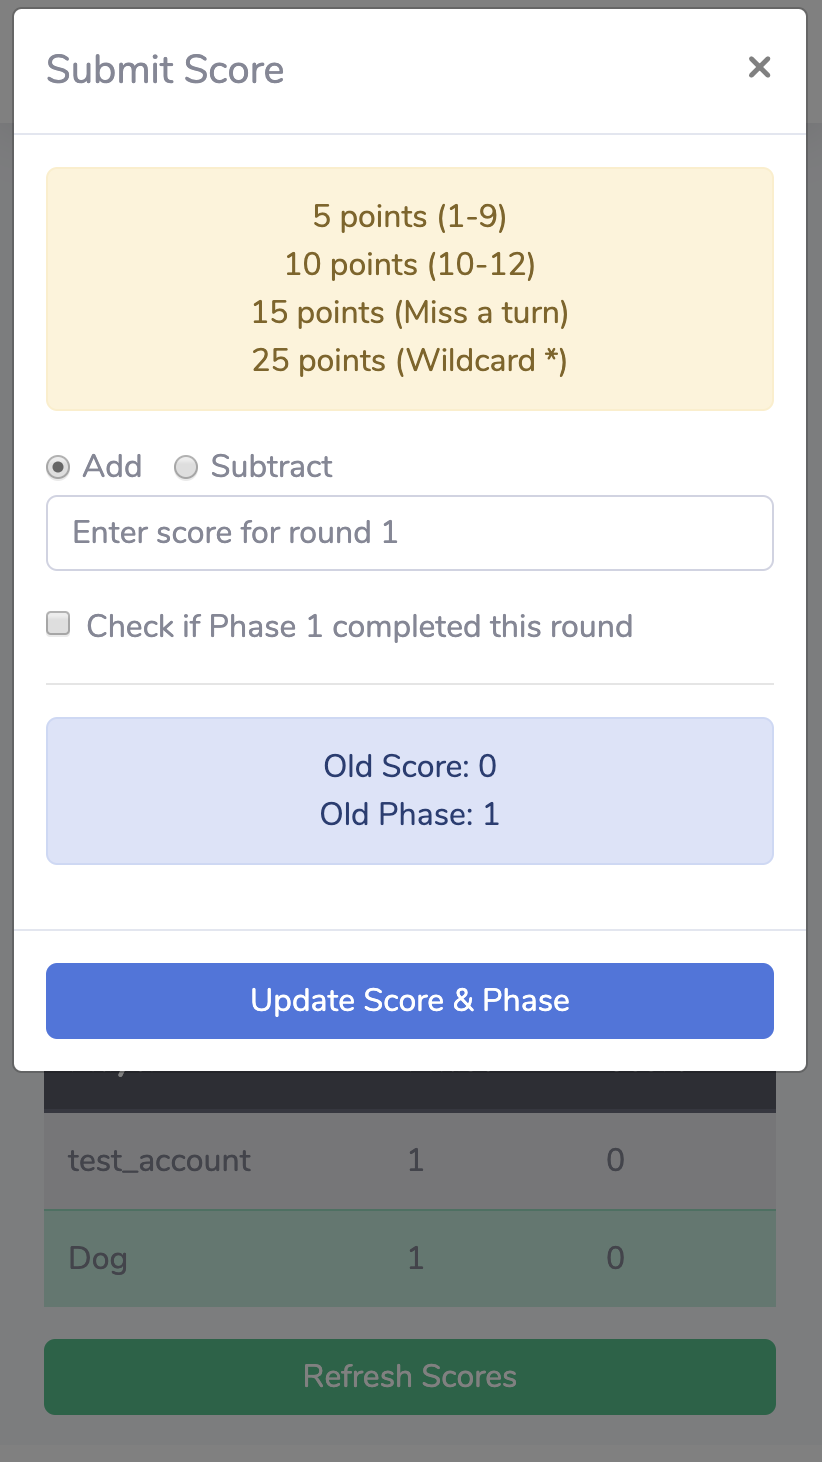 Submit Score
5 points (1-9)
10 points (10-12)
15 points (Miss a turn)
25 points (Wildcard *)
Add Subtract
Enter score for round 1
Check if Phase 1 completed this round
Old Score: 0
Old Phase: 1
Update Score & Phase
test_account 1 0
Dog 1 0
Refresh Scores